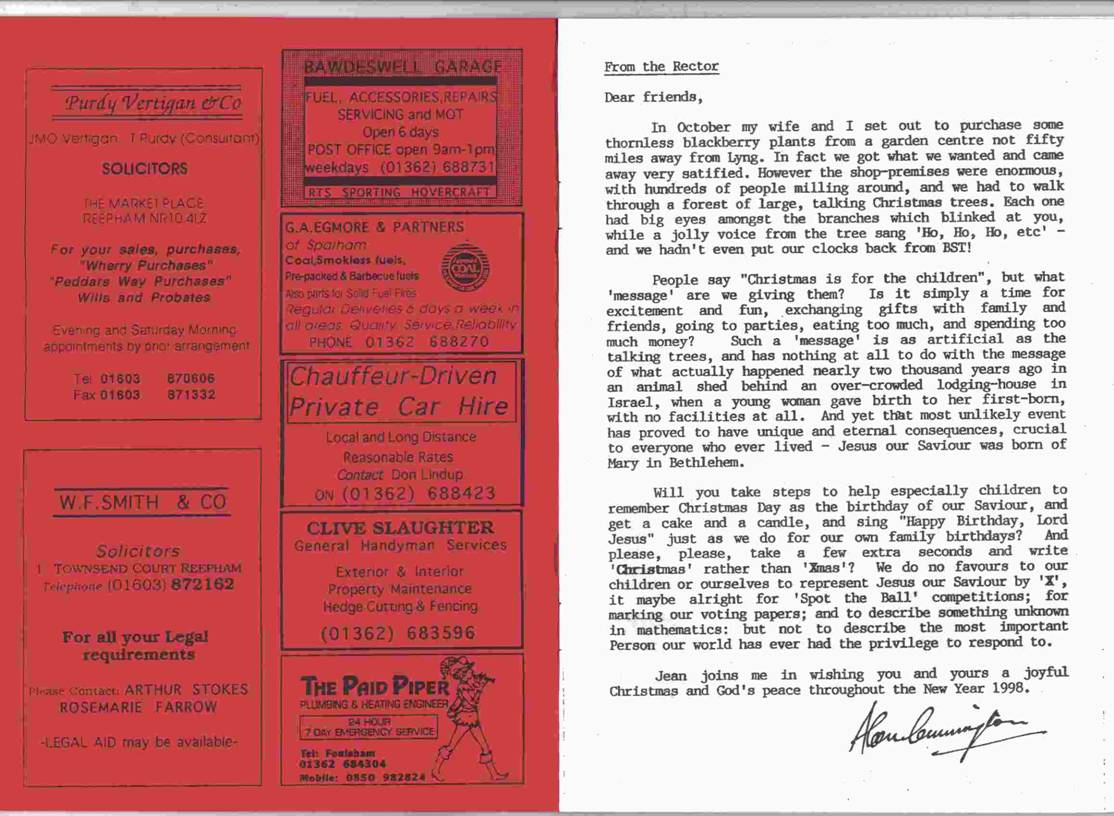 Purdy Vertigan & Co
JMO Vertigan T Purdy (Consultant)
SOLICITORS
THE MARKET PLACE
REEPHAM NR10 4LZ
For your sales, purchases,
"Wherry Purchases"
"Peddars Way Purchases"
Wills and Probates
Evening and Saturday Morning
appointments by prior arrangement
Tel 01603 870606
Fax 01603 871332
W.F.SMITH & CO
Solicitors
1 TOWNSEND COURT REEPHAM
Telephone (01603) 872162
For all your Legal
requirements
Please Contact: ARTHUR STOKES
ROSEMARIE FARROW
-LEGAL AID may be available-
BAWDESWELL GARAGE
FUEL, ACCESSORIES,REPAIRS
SERVICING and MOT
Open 6 days
POST OFFICE open 9am-1pm
weekdays (01362) 688731
RTS SPORTING HOVERCRAFT
G.A.EGMORE & PARTNERS
of Sparham
Coal,Smokless fuels,
Pre-packed & Barbecue fuels
Also parts for Solid Fuel Fires
Regular Deliveries 6 days a week in
all areas. Quality. Service,Reliability
PHONE 01362 688270
COAL
Chauffeur-Driven
Private Car Hire
Local and Long Distance
Reasonable Rates
Contact Don Lindup
ON (01362) 688423
CLIVE SLAUGHTER
General Handyman Services
Exterior & Interior
Property Maintenance
Hedge Cutting & Fencing
(01362) 683596
THE PAID PIPER
PLUMBING & HEATING ENGINEER
24 HOUR
7 DAY EMERGENCY SERVICE
Tel: Foulsham
01362 684304
Mobile: 0850 982824
From the Rector
Dear friends,
In October my wife and I set out to purchase some
thornless blackberry plants from a garden centre not fifty
miles away from Lyng. In fact we got what we wanted and came
away very satified. However the shop-premises were enormous,
with hundreds of people milling around, and we had to walk
through a forest of large, talking Christmas trees. Each one
had big eyes amongst the branches which blinked at you,
while a jolly voice from the tree sang 'Ho, Ho, Ho, etc' -
and we hadn't even put our clocks back from BST!
People say "Christmas is for the children", but what
'message' are we giving them? Is it simply a time for
excitement and fun, exchanging gifts with family and
friends, going to parties, eating too much, and spending too
much money? Such a 'message' is as artificial as the
talking trees, and has nothing at all to do with the message
of what actually happened nearly two thousand years ago in
an animal shed behind an over-crowded lodging-house in
Israel, when a young woman gave birth to her first-born,
with no facilities at all. And yet that most unlikely event
has proved to have unique and eternal consequences, crucial
to everyone who ever lived - Jesus our Saviour was born of
Mary in Bethlehem.
Will you take steps to help especially children to
remember Christmas Day as the birthday of our Saviour, and
get a cake and a candle, and sing "Happy Birthday, Lord
Jesus" just as we do for our own family birthdays? And
please, please, take a few extra seconds and write
'Christmas' rather than 'Xmas'? We do no favours to our
children or ourselves to represent Jesus our Saviour by 'X',
it maybe alright for 'Spot the Ball' competitions; for
marking our voting papers; and to describe something unknown
in mathematics: but not to describe the most important
Person our world has ever had the privilege to respond to.
Jean joins me in wishing you and yours a joyful
Christmas and God's peace throughout the New Year 1998.